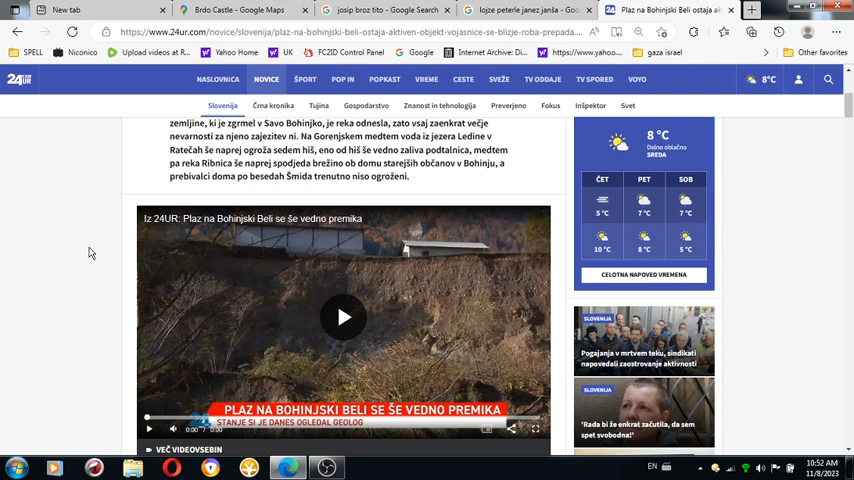 New tab
Brdo Castle - Google Maps
josip broz tito - Google Search
lojze peterle janez janša - Goo
Plaz na Bohinjski Beli ostaja ak
https://www.24ur.com/novice/slovenija/plaz-na-bohinjski-beli-ostaja-aktiven-objekt-vojasnice-se-blizje-roba-prepada....
SPELL
Niconico
Upload videos at R...
Yahoo Home
UK
FC2ID Control Panel
Google
Internet Archive: Di...
https://www.yahoo....
gaza israel
Other favorites
24UR.COM
NASLOVNICA
NOVICE
ŠPORT
POP IN
POPKAST
VREME
CESTE
SVEŽE
TV ODDAJE
TV SPORED
VOYO
8°C
Slovenija
Črna kronika
Tujina
Gospodarstvo
Znanost in tehnologija
Preverjeno
Fokus
Inšpektor
Svet
zemljine, ki je zgrmel v Savo Bohinjko, je reka odnesla, zato vsaj zaenkrat večje
nevarnosti za njeno zajezitev ni. Na Gorenjskem medtem voda iz jezera Ledine v
Ratečah še naprej ogroža sedem hiš, eno od hiš še vedno zaliva podtalnica, medtem
pa reka Ribnica še naprej spodjeda brežino ob domu starejših občanov v Bohinju, a
prebivalci doma po besedah Šmida trenutno niso ogroženi.
Iz 24UR: Plaz na Bohinjski Beli se še vedno premika
24
PLAZ NA BOHINJSKI BELI SE ŠE VEDNO PREMIKA
STANJE SI JE DANES OGLEDAL GEOLOG
0:00 / 0:00
VEČ VIDEOVSEBIN
8 °C
Delno oblačno
SREDA
ČET
PET
SOB
5 °C
7 °C
7 °C
10 °C
8 °C
5 °C
CELOTNA NAPOVED VREMENA
SLOVENIJA
Pogajanja v mrtvem teku, sindikati
napovedali zaostrovanje aktivnosti
SLOVENIJA
'Rada bi že enkrat začutila, da sem
spet svobodna!'
EN
10:52 AM
11/8/2023